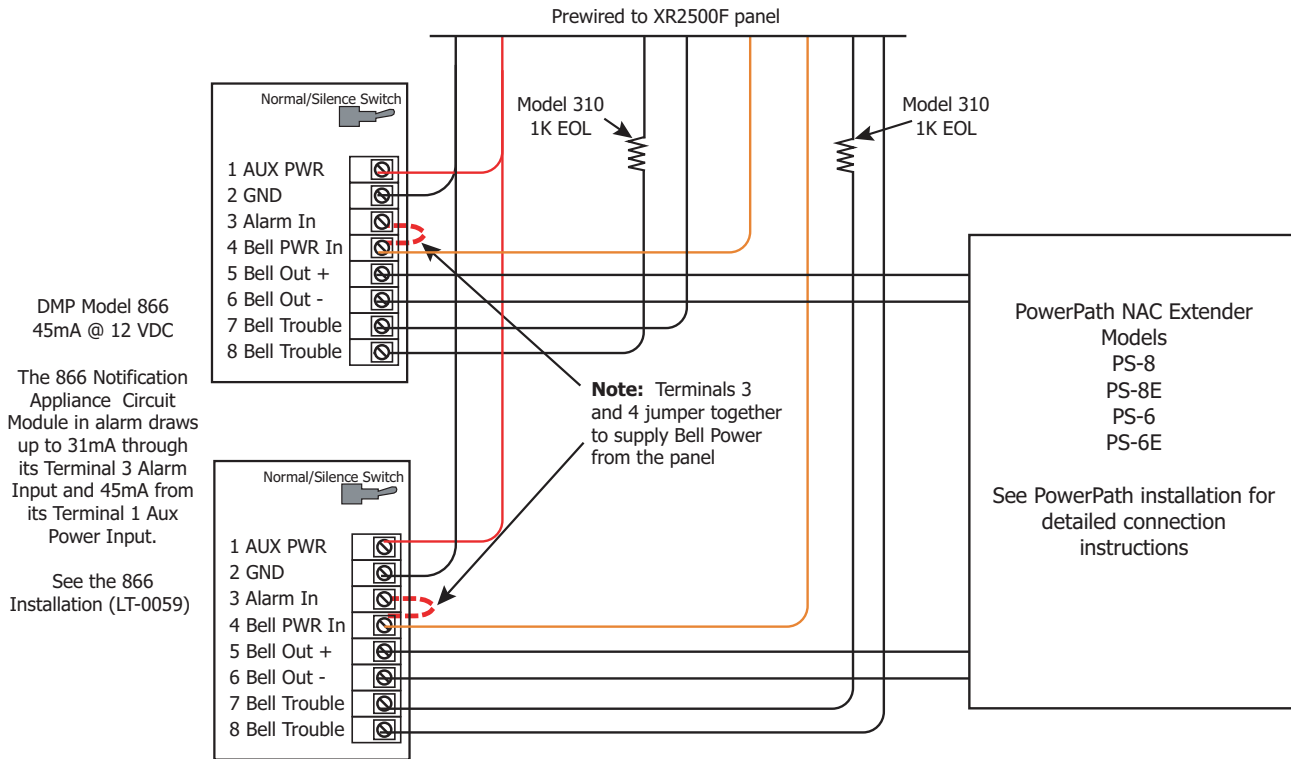 Prewired to XR2500F panel
Normal/Silence Switch
Model 310
1K EOL
Model 310
1K EOL
1 AUX PWR
2 GND
3 Alarm In
4 Bell PWR In
5 Bell Out +
6 Bell Out -
7 Bell Trouble
8 Bell Trouble
DMP Model 866
45mA @ 12 VDC
The 866 Notification
Appliance Circuit
Module in alarm draws
up to 31mA through
its Terminal 3 Alarm
Input and 45mA from
its Terminal 1 Aux
Power Input.
See the 866
Installation (LT-0059)
Note: Terminals 3
and 4 jumper together
to supply Bell Power
from the panel
PowerPath NAC Extender
Models
PS-8
PS-8E
PS-6
PS-6E
See PowerPath installation for
detailed connection
instructions
Normal/Silence Switch
1 AUX PWR
2 GND
3 Alarm In
4 Bell PWR In
5 Bell Out +
6 Bell Out -
7 Bell Trouble
8 Bell Trouble